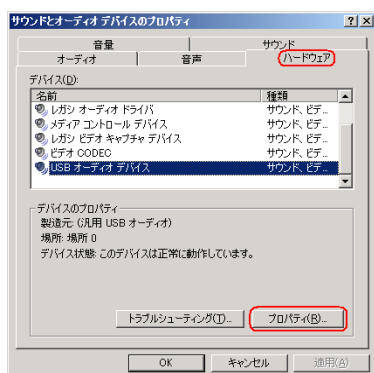 サウンドとオーディオ デバイスのプロパティ
音量 サウンド
オーディオ 音声 ハードウェア
デバイス(D):
名前 種類
レガシ オーディオ ドライバ サウンド、ビデ...
メディア コントロール デバイス サウンド、ビデ...
レガシ ビデオ キャプチャ デバイス サウンド、ビデ...
ビデオ CODEC サウンド、ビデ...
USB オーディオ デバイス サウンド、ビデ...
デバイスのプロパティ
製造元: (汎用 USB オーディオ)
場所: 場所 0
デバイス状態: このデバイスは正常に動作しています。
トラブルシューティング(T)... プロパティ(R)...
OK キャンセル 適用(A)